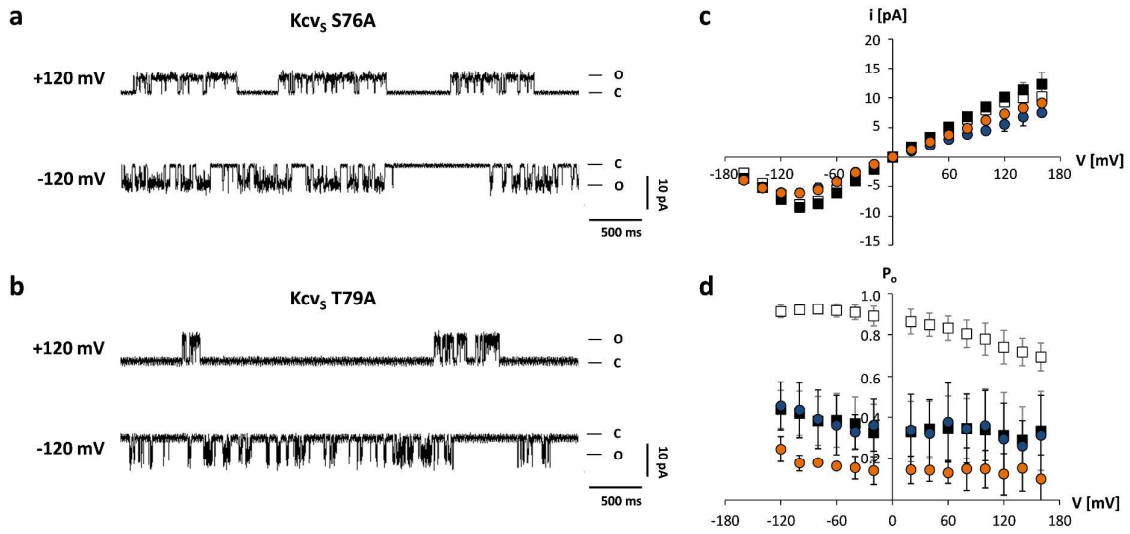 a
Kcvs S76A
+120 mV
O
C
-120 mV
C
O
10 pA
500 ms
b
Kcvs T79A
+120 mV
O
C
-120 mV
C
O
10 pA
500 ms
c
i [pA]
20
15
10
5
V [mV]
-180 -120 -60 0 60 120 180
-5
-10
-15
d
Po
1.0
0.8
0.6
0.4
0.2
V [mV]
-180 -120 -60 0 60 120 180